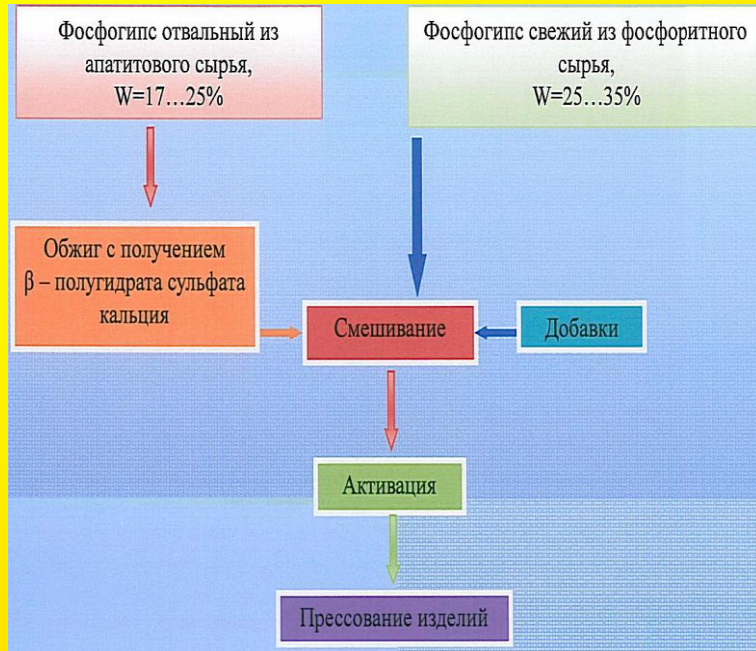 Фосфогипс отвальный из
апатитового сырья,
W=17…25%
Фосфогипс свежий из фосфоритного
сырья,
W=25…35%
Обжиг с получением
β – полугидрата сульфата
кальция
Смешивание
Добавки
Активация
Прессование изделий